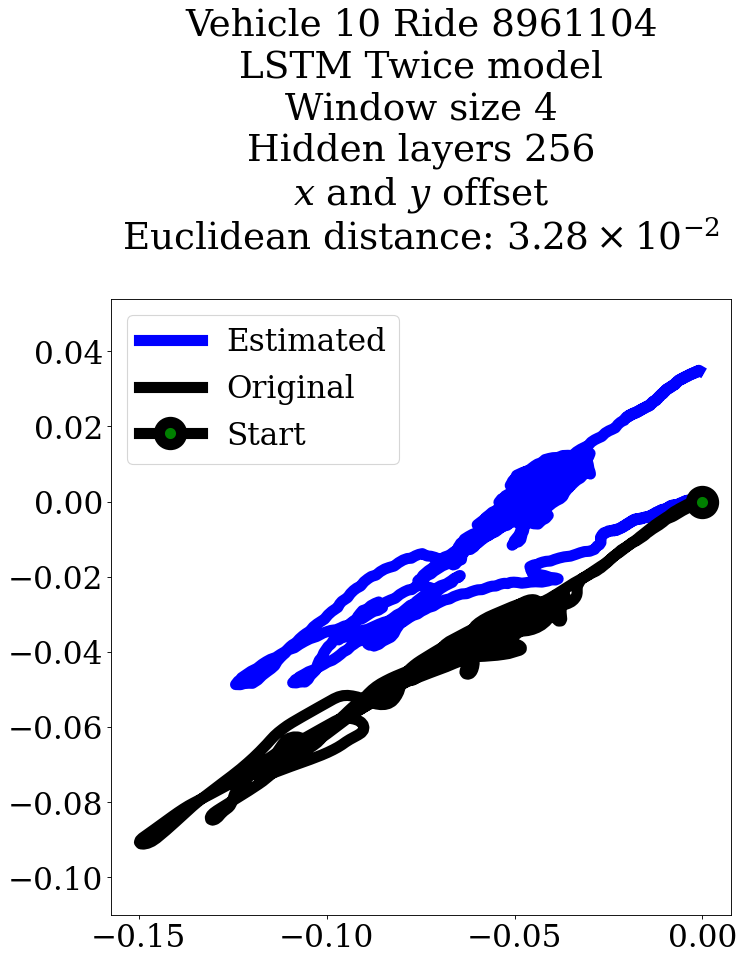 Vehicle 10 Ride 8961104
LSTM Twice model
Window size 4
Hidden layers 256
x and y offset
Euclidean distance: 3.28 × 10⁻²
Estimated
Original
Start
0.04
0.02
0.00
−0.02
−0.04
−0.06
−0.08
−0.10
−0.15 −0.10 −0.05 0.00